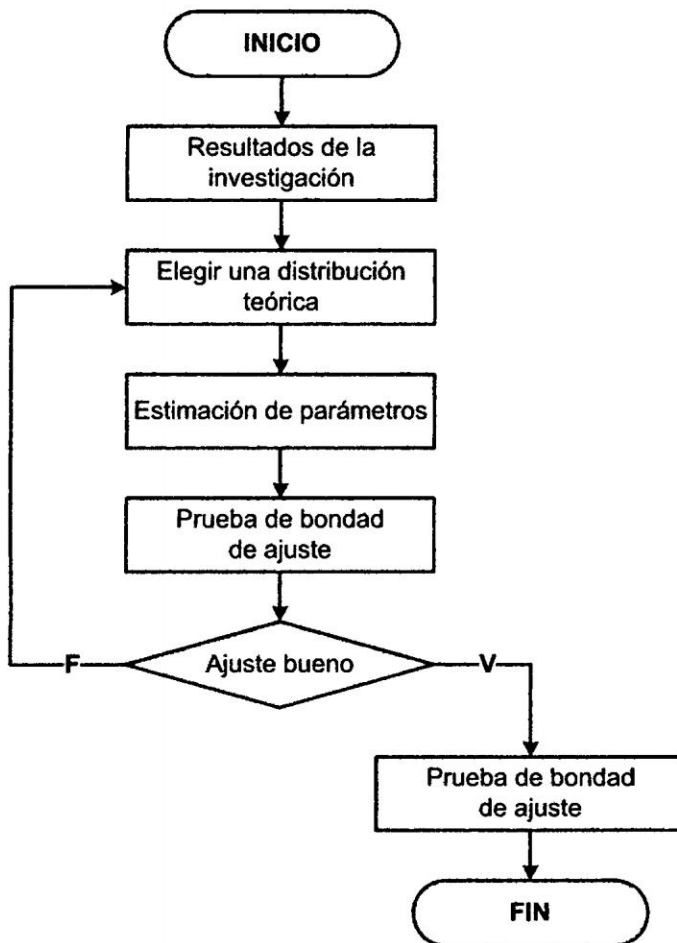 INICIO
Resultados de la
investigación
Elegir una distribución
teórica
Estimación de parámetros
Prueba de bondad
de ajuste
F
Ajuste bueno
V
Prueba de bondad
de ajuste
FIN